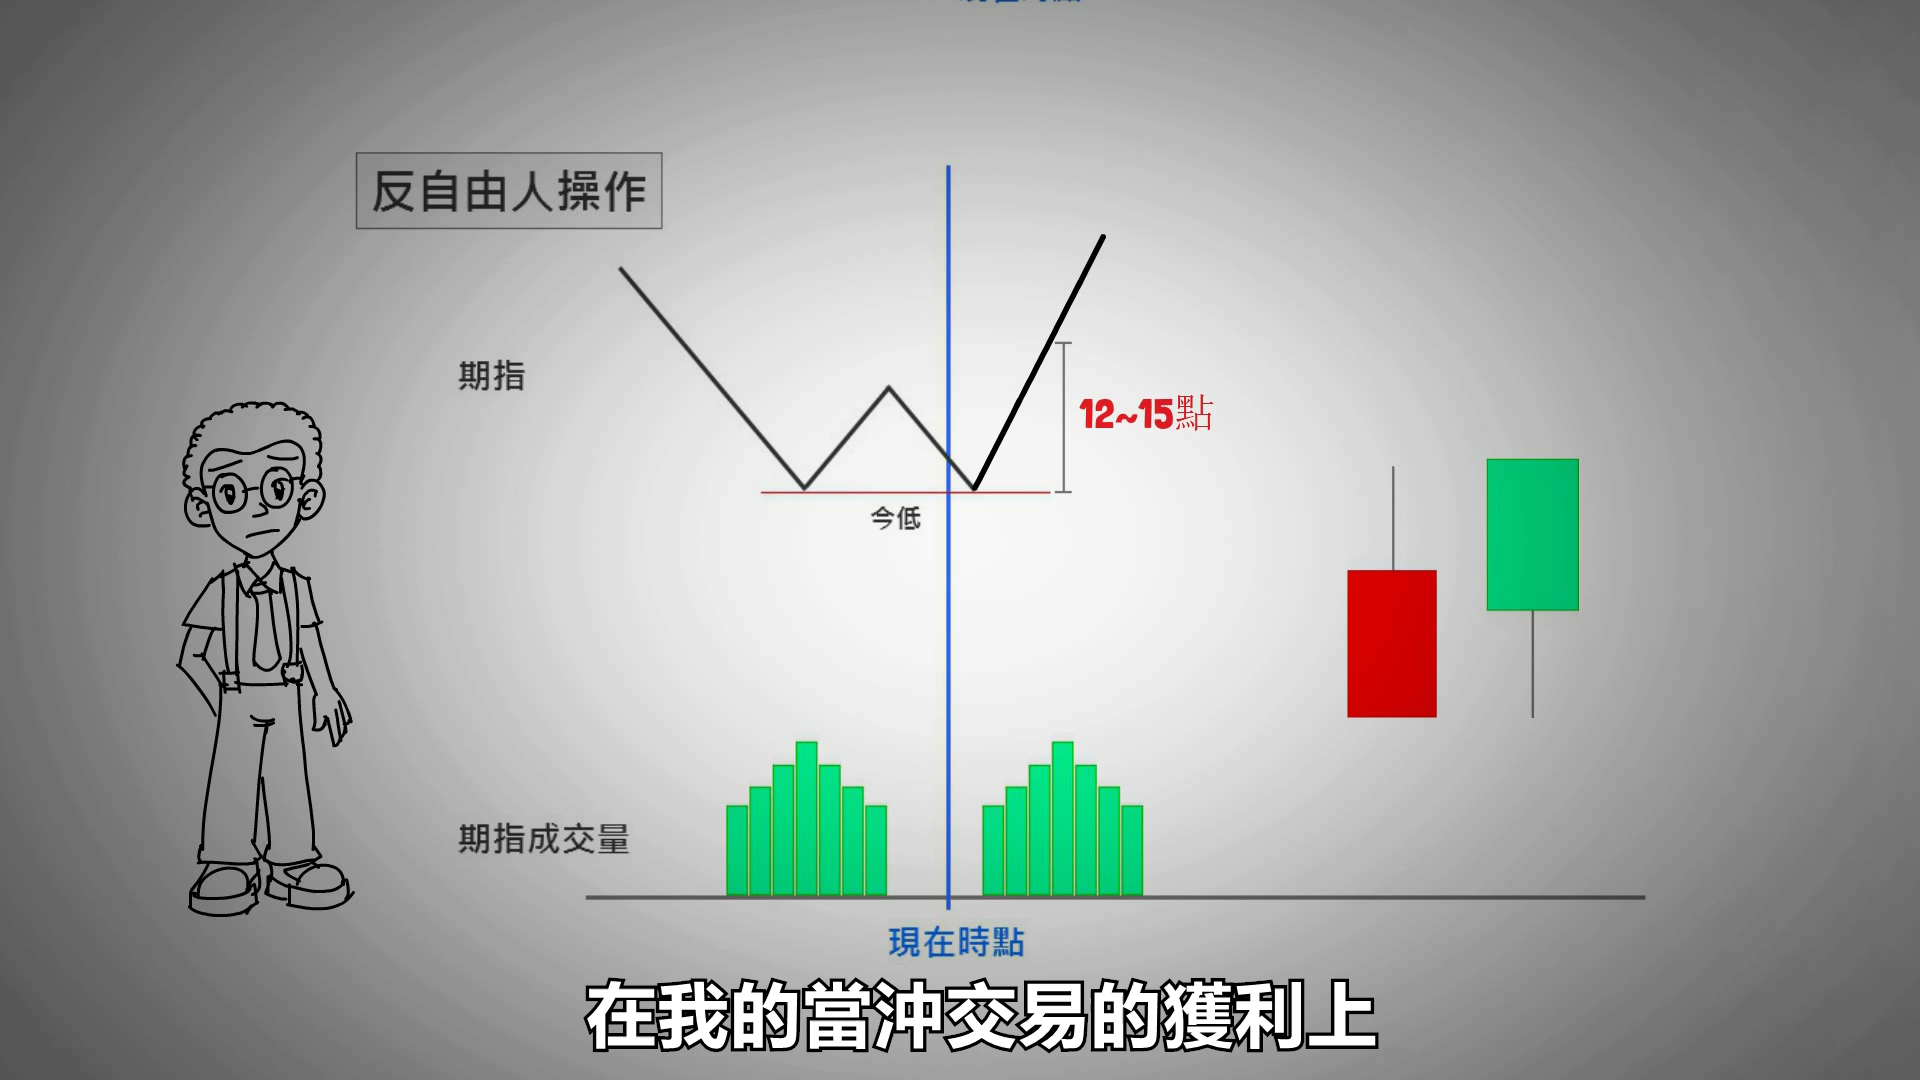 反自由人操作
期指
12~15點
今低
期指成交量
現在時點
在我的當沖交易的獲利上